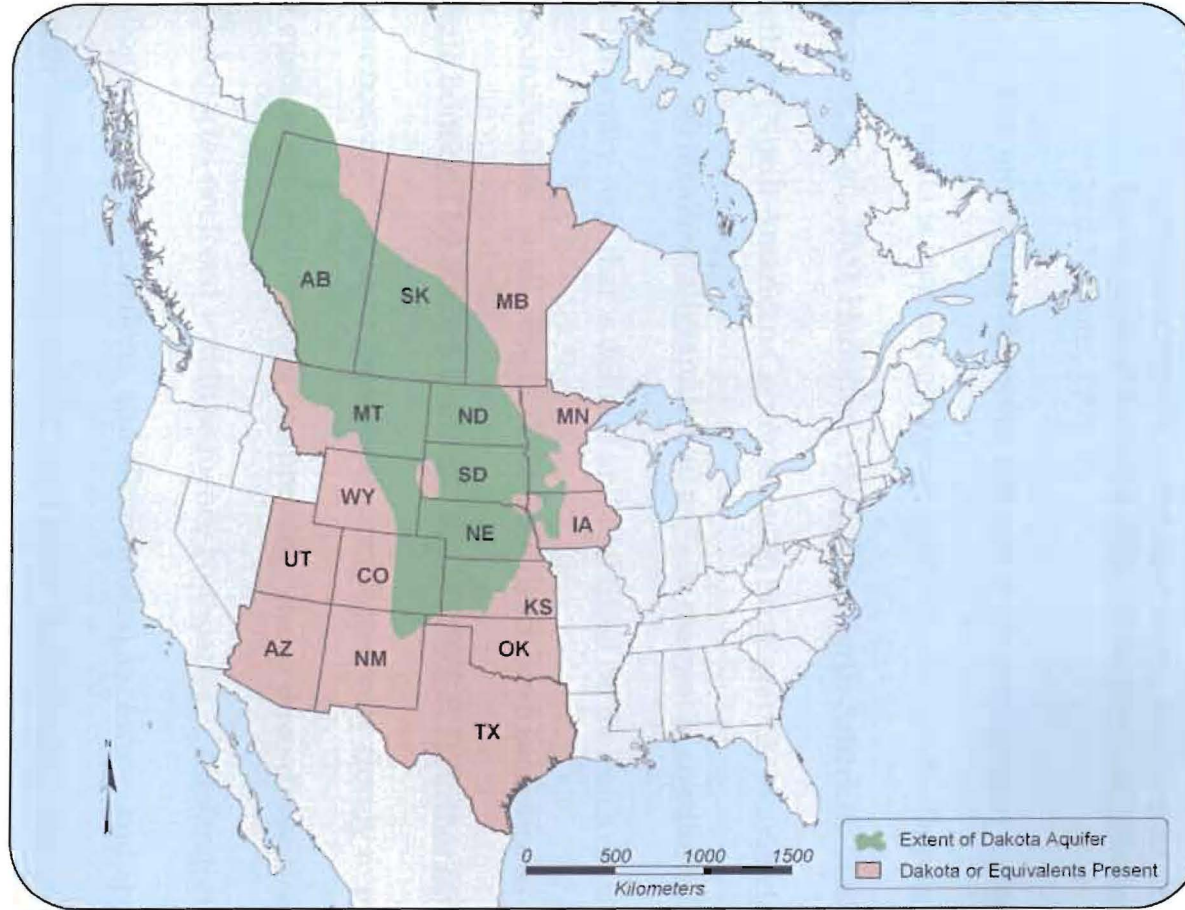 AB
SK
MB
MT
ND
MN
SD
WY
NE
IA
UT
CO
KS
AZ
NM
OK
TX
N
0 500 1000 1500
Kilometers
Extent of Dakota Aquifer
Dakota or Equivalents Present